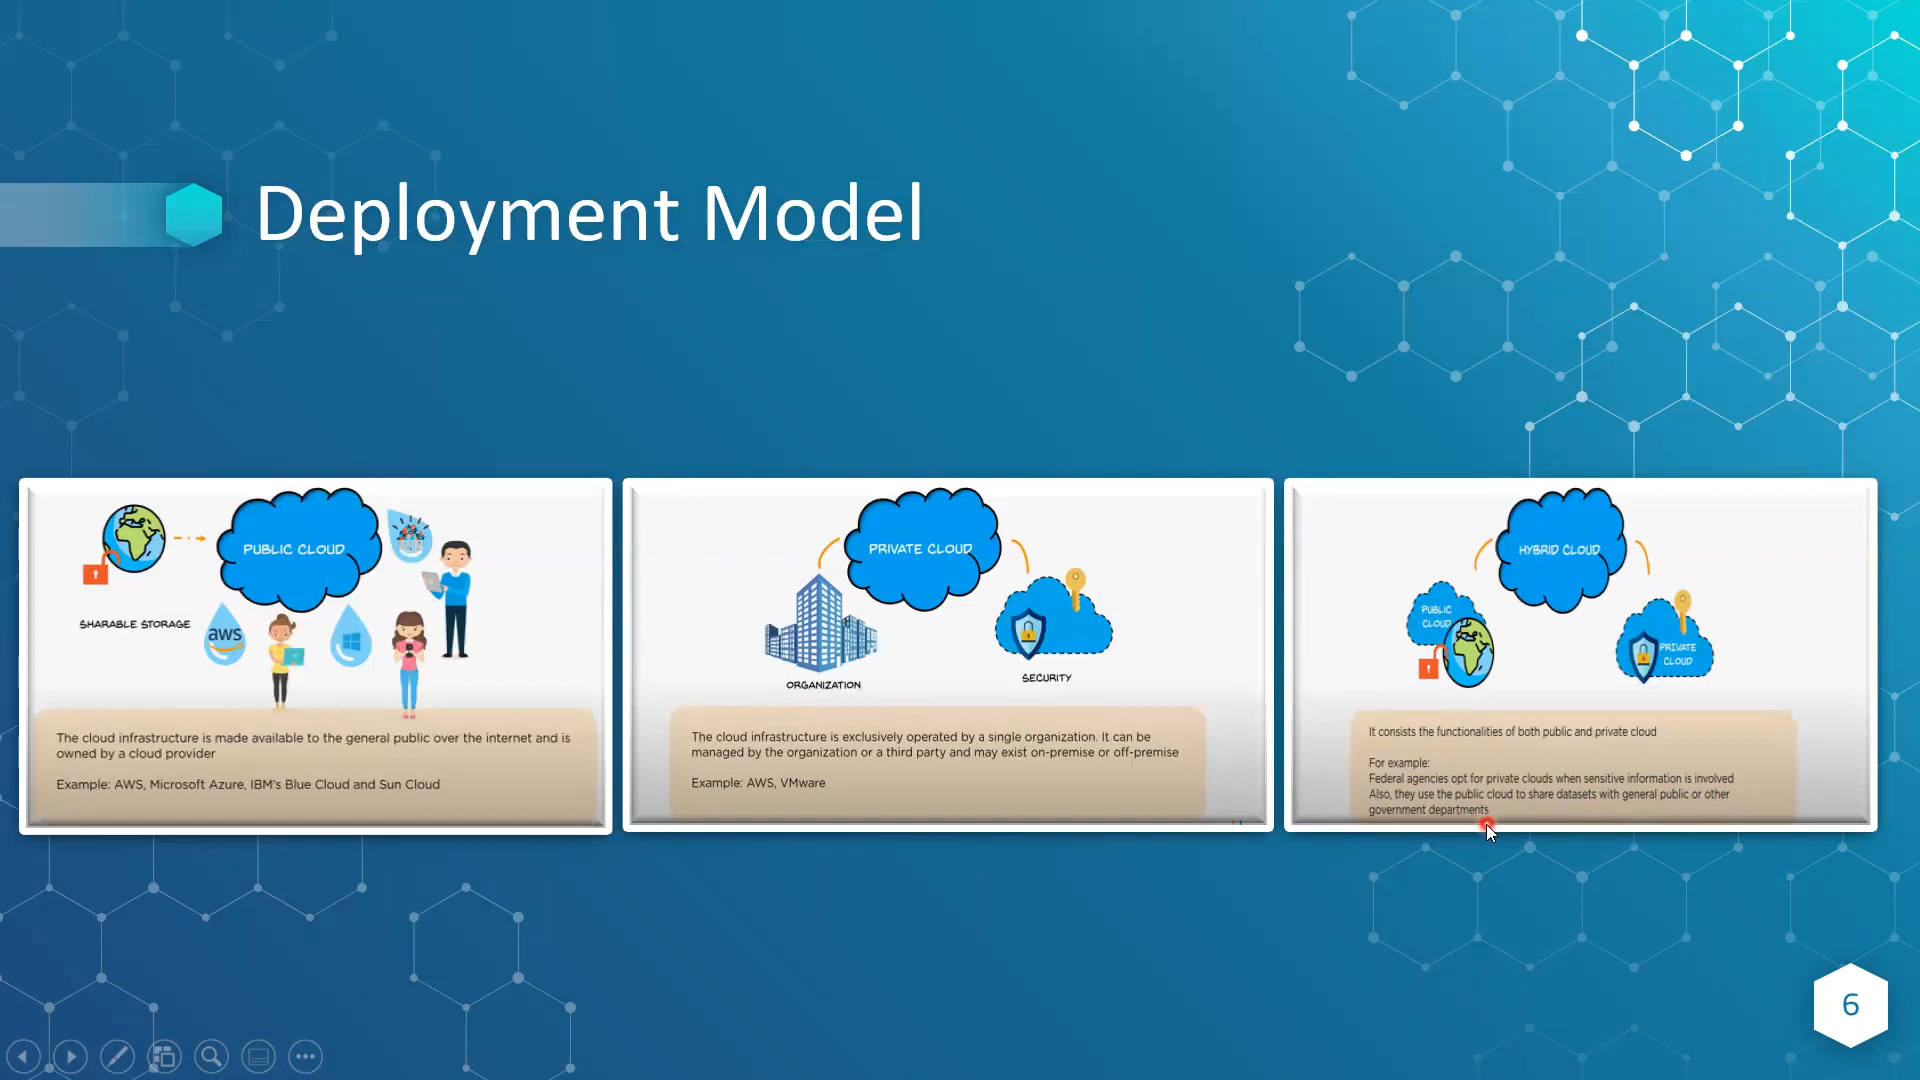 Deployment Model
PUBLIC CLOUD
SHARABLE STORAGE
aws
The cloud infrastructure is made available to the general public over the internet and is
owned by a cloud provider
Example: AWS, Microsoft Azure, IBM's Blue Cloud and Sun Cloud
PRIVATE CLOUD
ORGANIZATION
SECURITY
The cloud infrastructure is exclusively operated by a single organization. It can be
managed by the organization or a third party and may exist on-premise or off-premise
Example: AWS, VMware
HYBRID CLOUD
PUBLIC
CLOUD
PRIVATE
CLOUD
It consists the functionalities of both public and private cloud
For example:
Federal agencies opt for private clouds when sensitive information is involved
Also, they use the public cloud to share datasets with general public or other
government departments
6